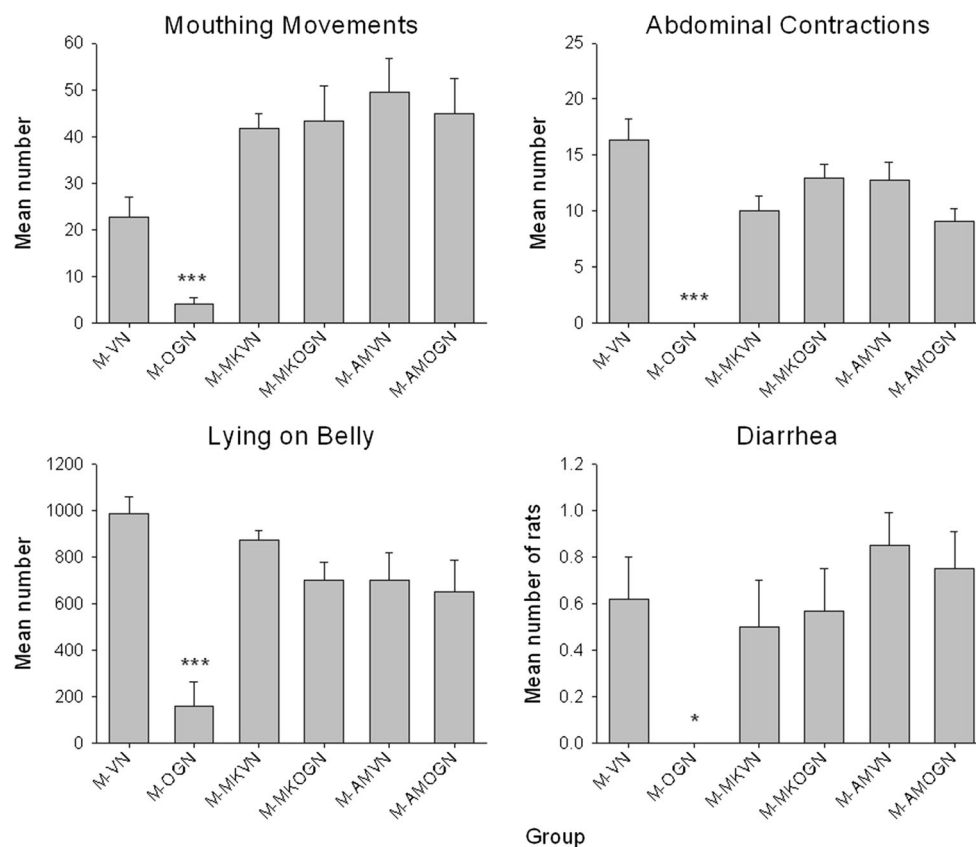 Mouthing Movements
Mean number
60
50
40
30
20
10
0
***
M-VN
M-OGN
M-MKVN
M-MKOGN
M-AMVN
M-AMOGN
Abdominal Contractions
Mean number
25
20
15
10
5
0
***
M-VN
M-OGN
M-MKVN
M-MKOGN
M-AMVN
M-AMOGN
Lying on Belly
Mean number
1200
1000
800
600
400
200
0
***
M-VN
M-OGN
M-MKVN
M-MKOGN
M-AMVN
M-AMOGN
Diarrhea
Mean number of rats
1.2
1.0
0.8
0.6
0.4
0.2
0.0
*
M-VN
M-OGN
M-MKVN
M-MKOGN
M-AMVN
M-AMOGN
Group